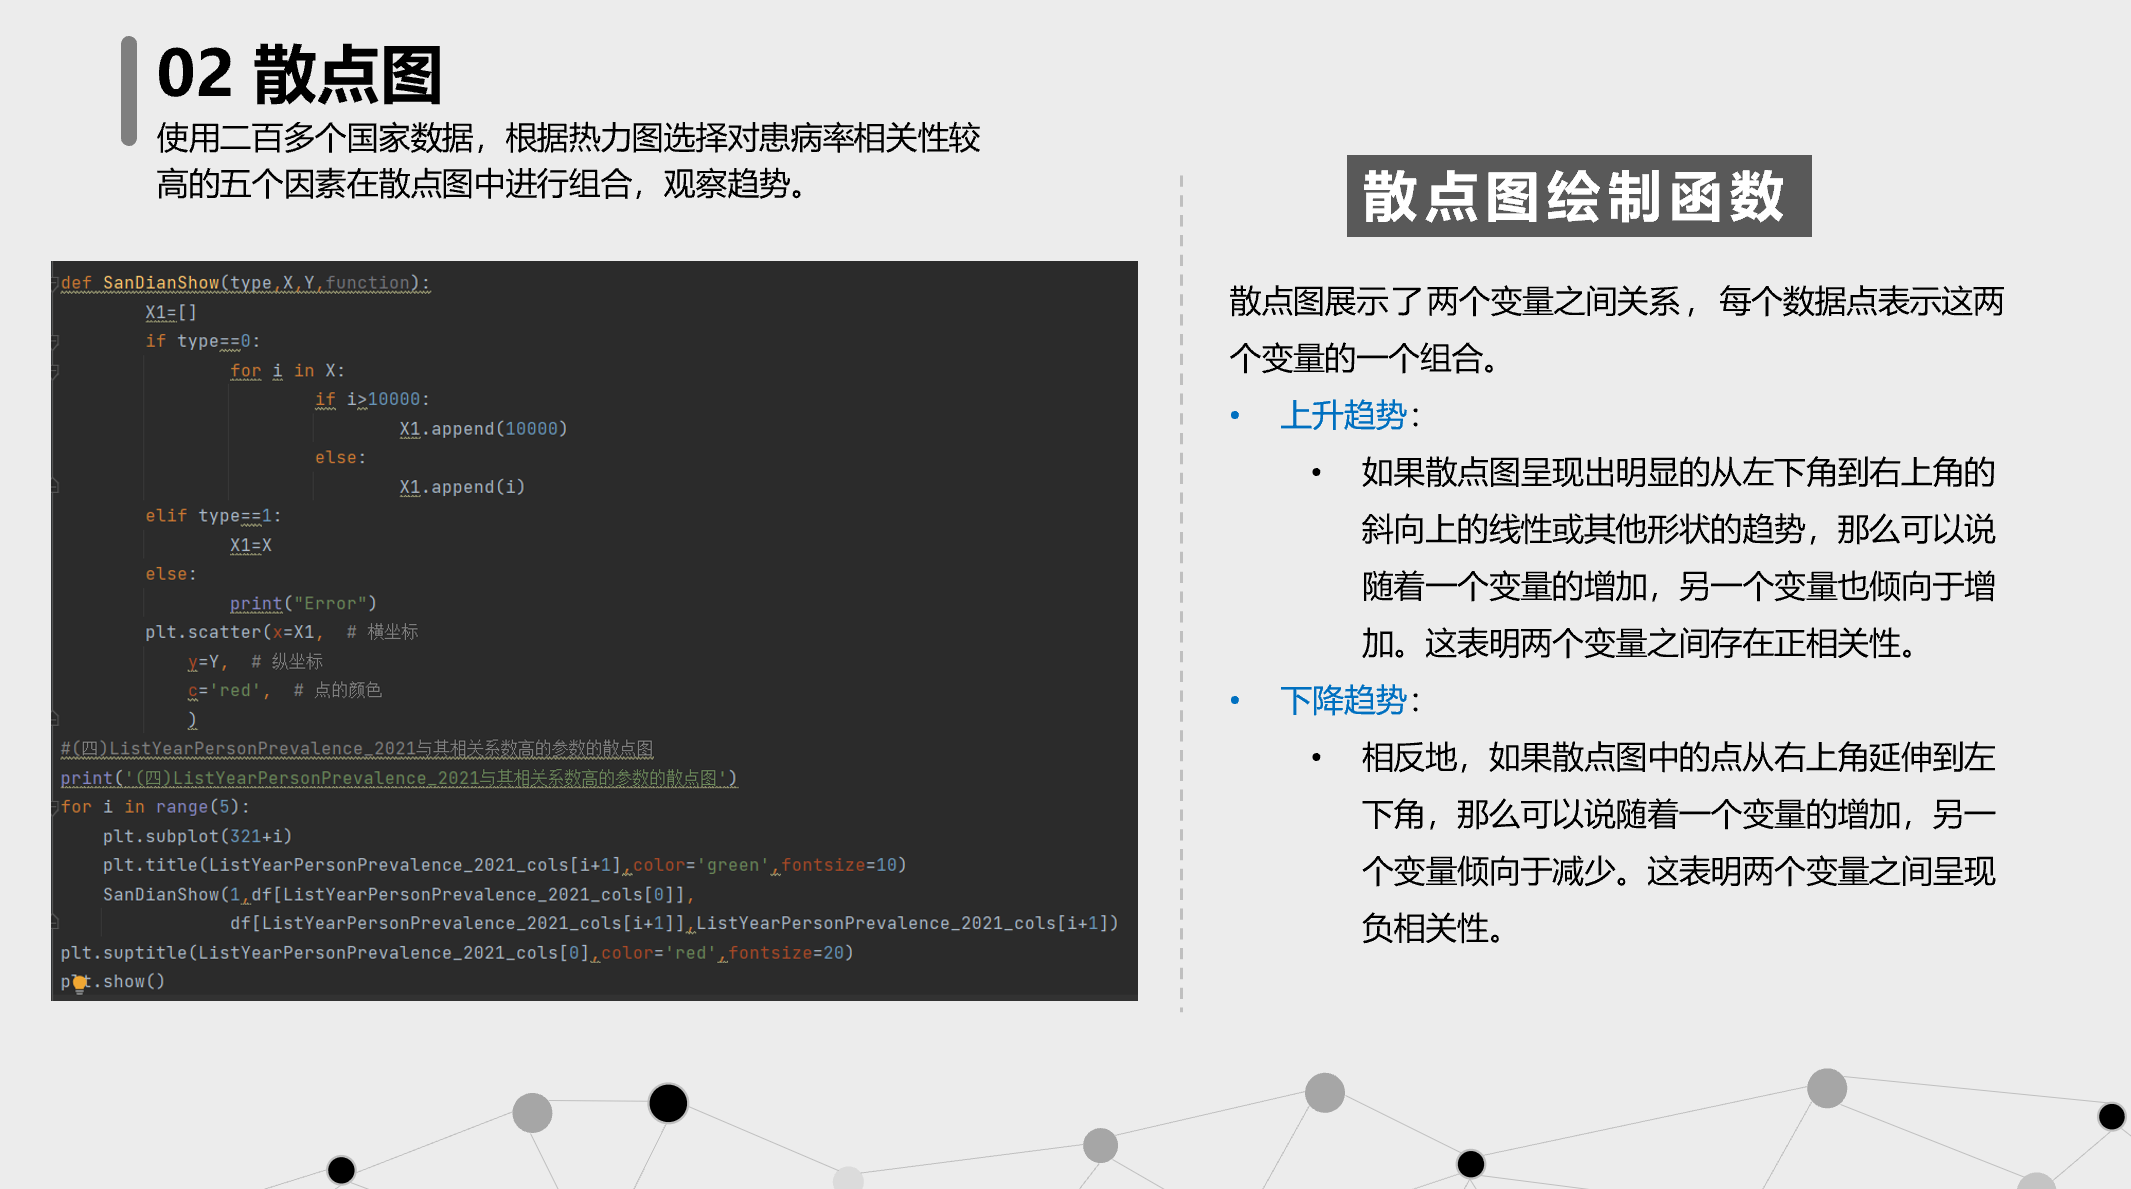 02 散点图
使用二百多个国家数据，根据热力图选择对患病率相关性较
高的五个因素在散点图中进行组合，观察趋势。
def SanDianShow(type,X,Y,function):
X1=[]
if type==0:
for i in X:
if i>10000:
X1.append(10000)
else:
X1.append(i)
elif type==1:
X1=X
else:
print("Error")
plt.scatter(x=X1,  # 横坐标
y=Y,  # 纵坐标
c='red',  # 点的颜色
)
#(四)ListYearPersonPrevalence_2021与其相关系数高的参数的散点图
print('(四)ListYearPersonPrevalence_2021与其相关系数高的参数的散点图')
for i in range(5):
plt.subplot(321+i)
plt.title(ListYearPersonPrevalence_2021_cols[i+1],color='green',fontsize=10)
SanDianShow(1,df[ListYearPersonPrevalence_2021_cols[0]],
df[ListYearPersonPrevalence_2021_cols[i+1]],ListYearPersonPrevalence_2021_cols[i+1])
plt.suptitle(ListYearPersonPrevalence_2021_cols[0],color='red',fontsize=20)
plt.show()
散点图绘制函数
散点图展示了两个变量之间关系，每个数据点表示这两
个变量的一个组合。
• 上升趋势：
• 如果散点图呈现出明显的从左下角到右上角的
斜向上的线性或其他形状的趋势，那么可以说
随着一个变量的增加，另一个变量也倾向于增
加。这表明两个变量之间存在正相关性。
• 下降趋势：
• 相反地，如果散点图中的点从右上角延伸到左
下角，那么可以说随着一个变量的增加，另一
个变量倾向于减少。这表明两个变量之间呈现
负相关性。